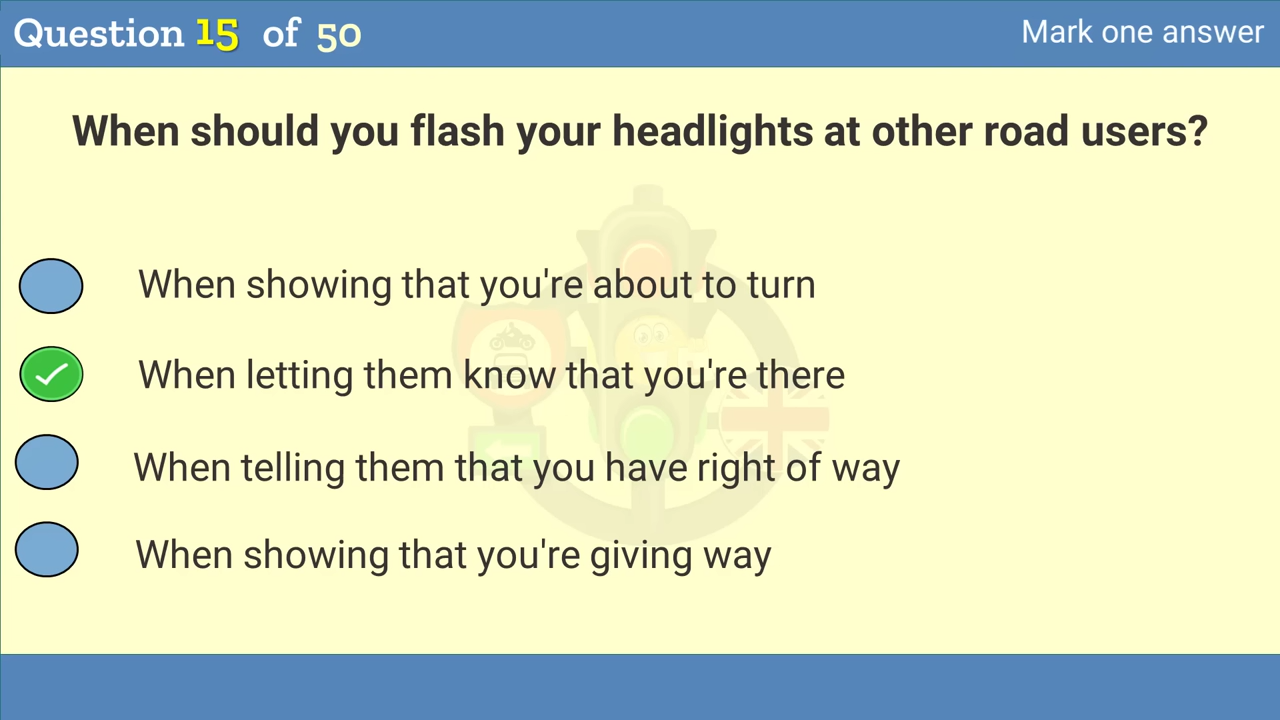 Question 15 of 50
Mark one answer
When should you flash your headlights at other road users?
When showing that you're about to turn
When letting them know that you're there
When telling them that you have right of way
When showing that you're giving way